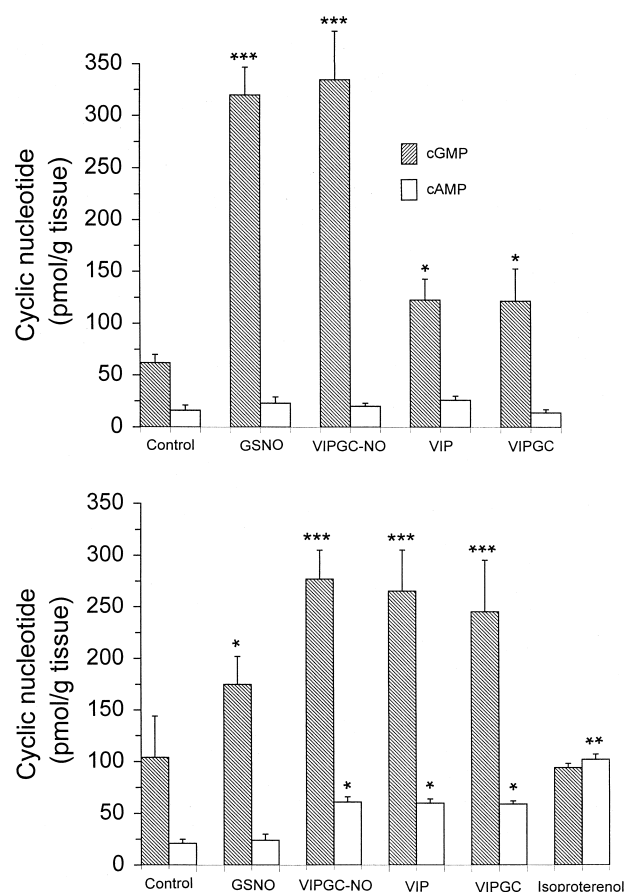 Cyclic nucleotide
(pmol/g tissue)
350
300
250
200
150
100
50
0
***
***
*
*
cGMP
cAMP
Control GSNO VIPGC-NO VIP VIPGC
Cyclic nucleotide
(pmol/g tissue)
350
300
250
200
150
100
50
0
*** *** ***
*
**
* * *
Control GSNO VIPGC-NO VIP VIPGC Isoproterenol